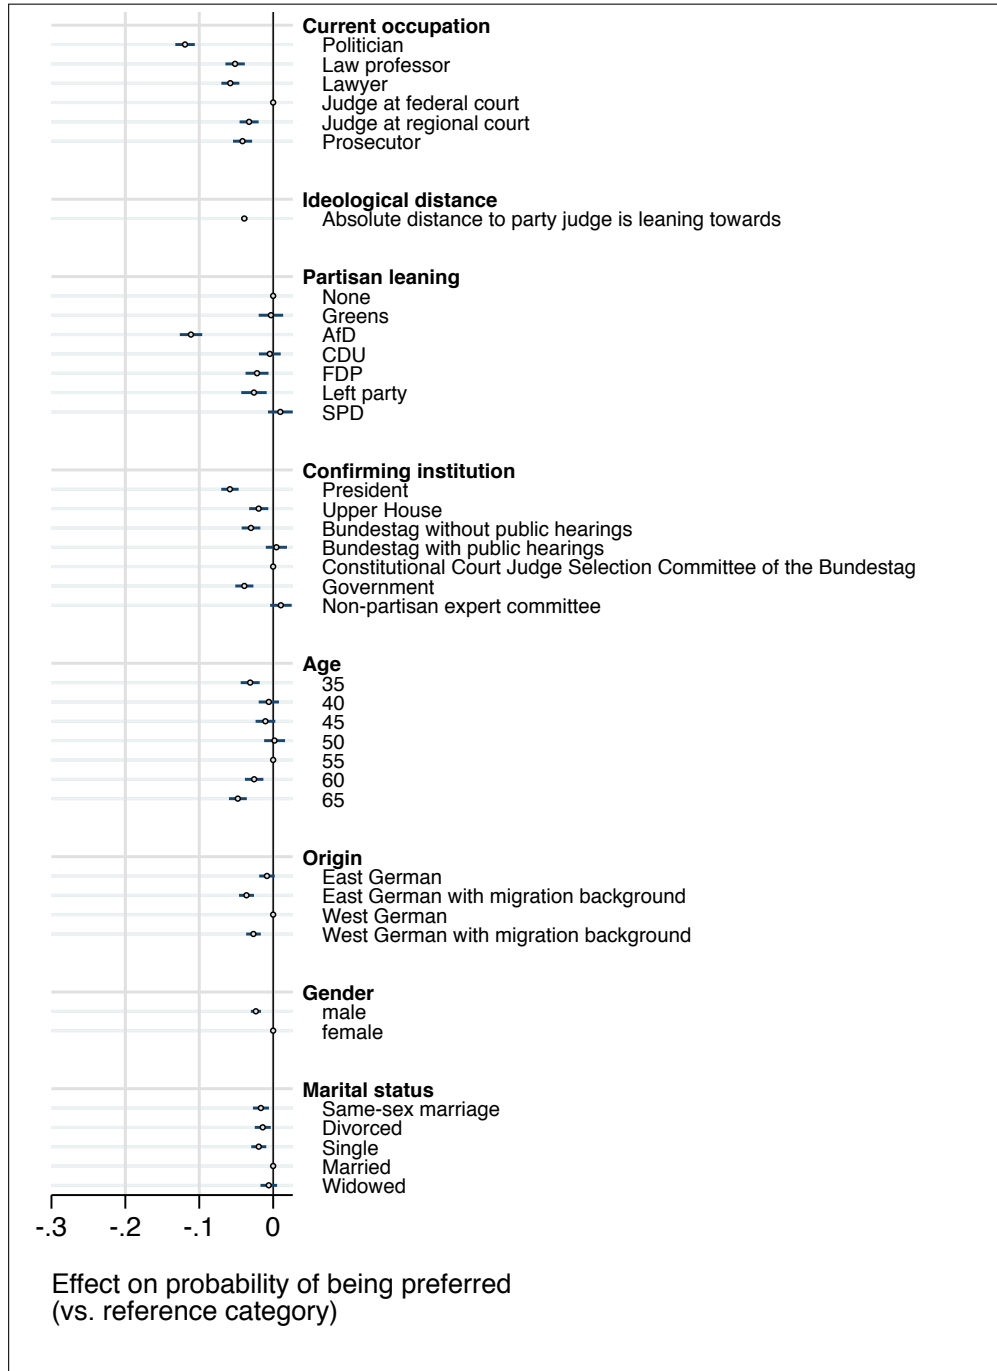 Current occupation
Politician
Law professor
Lawyer
Judge at federal court
Judge at regional court
Prosecutor
Ideological distance
Absolute distance to party judge is leaning towards
Partisan leaning
None
Greens
AfD
CDU
FDP
Left party
SPD
Confirming institution
President
Upper House
Bundestag without public hearings
Bundestag with public hearings
Constitutional Court Judge Selection Committee of the Bundestag
Government
Non-partisan expert committee
Age
35
40
45
50
55
60
65
Origin
East German
East German with migration background
West German
West German with migration background
Gender
male
female
Marital status
Same-sex marriage
Divorced
Single
Married
Widowed
-.3 -.2 -.1 0
Effect on probability of being preferred
(vs. reference category)